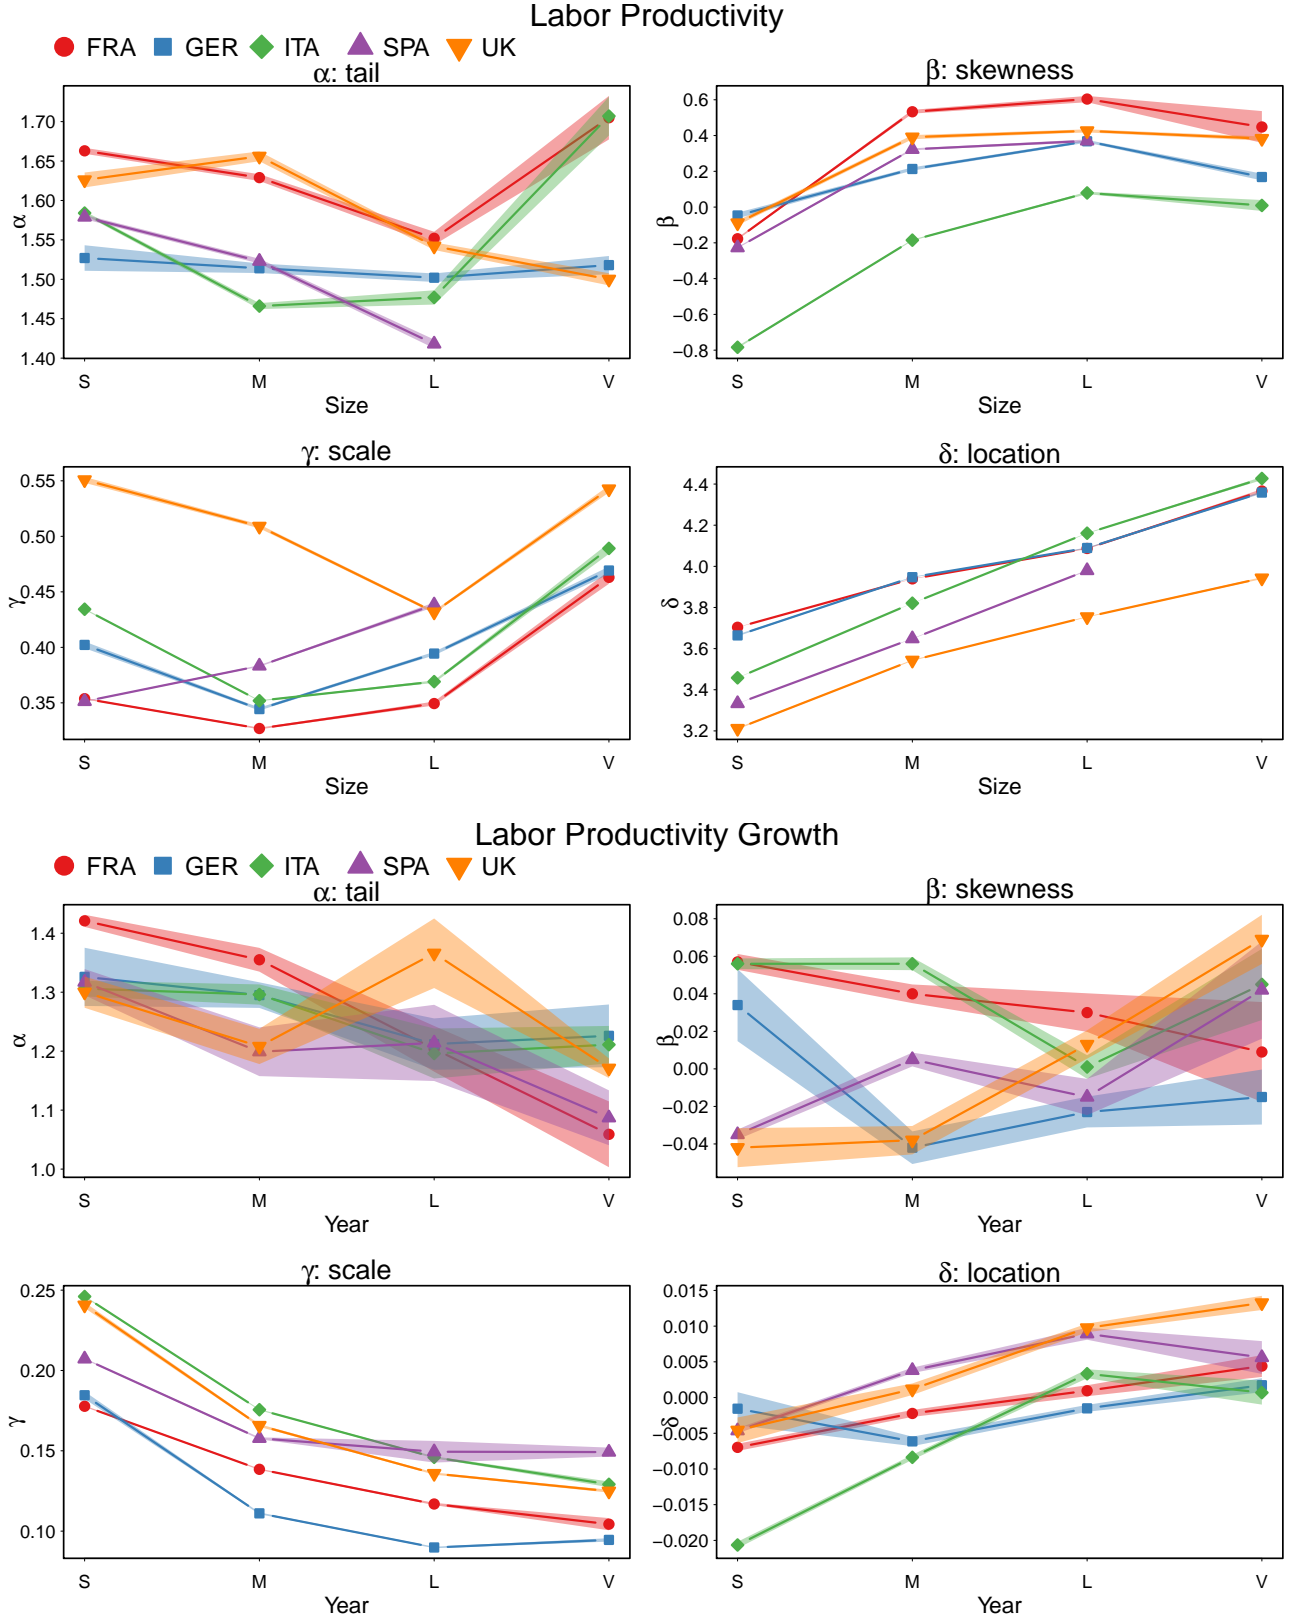 Labor Productivity
FRA GER ITA SPA UK
α: tail
β: skewness
α
1.70
1.65
1.60
1.55
1.50
1.45
1.40
S M L V
Size
β
0.6
0.4
0.2
0.0
−0.2
−0.4
−0.6
−0.8
S M L V
Size
γ: scale
δ: location
γ
0.55
0.50
0.45
0.40
0.35
S M L V
Size
δ
4.4
4.2
4.0
3.8
3.6
3.4
3.2
S M L V
Size
Labor Productivity Growth
FRA GER ITA SPA UK
α: tail
β: skewness
α
1.4
1.3
1.2
1.1
1.0
S M L V
Year
β
0.08
0.06
0.04
0.02
0.00
−0.02
−0.04
S M L V
Year
γ: scale
δ: location
γ
0.25
0.20
0.15
0.10
S M L V
Year
δ
0.015
0.010
0.005
0.000
−0.005
−0.010
−0.015
−0.020
S M L V
Year